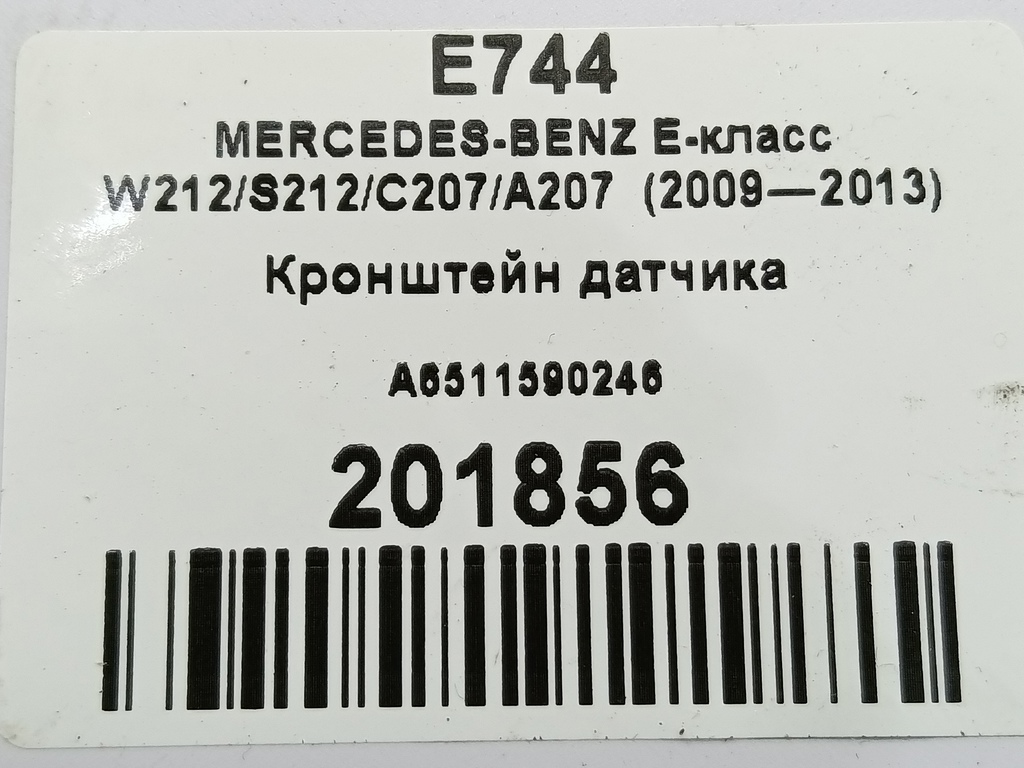 E744
MERCEDES-BENZ E-класс
W212/S212/C207/A207 (2009—2013)
Кронштейн датчика
A6511590246
201856